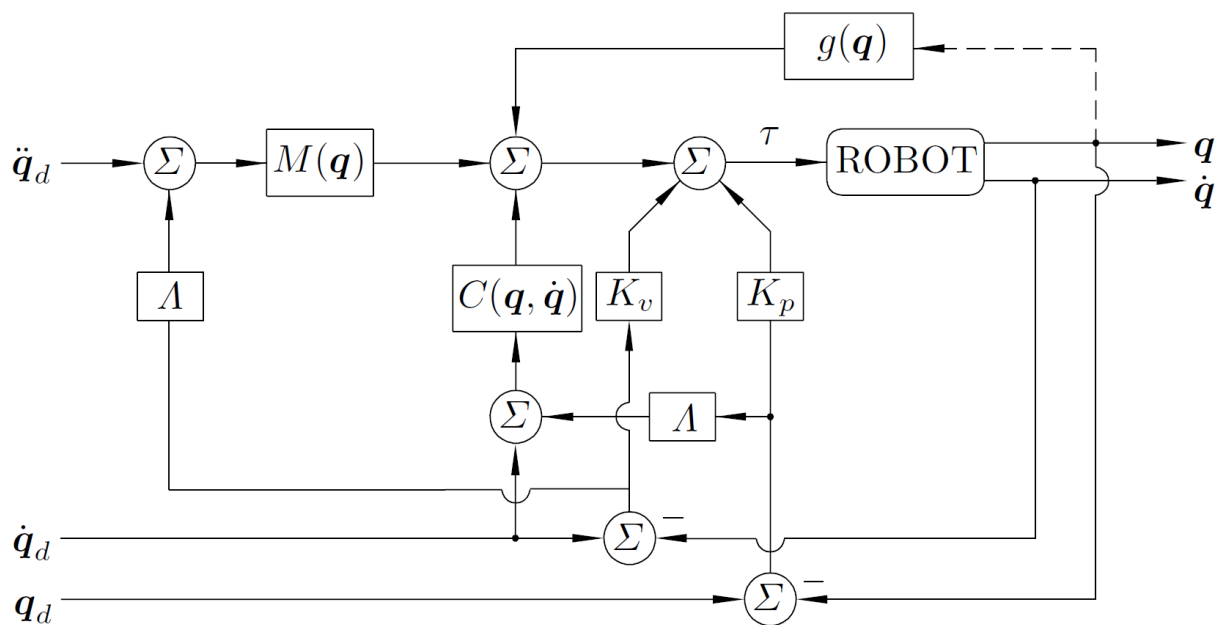 g(q)
q̈_d Σ M(q) Σ Σ τ ROBOT q
q̇
Λ C(q, q̇) K_v K_p
Σ Λ
q̇_d Σ −
q_d Σ −